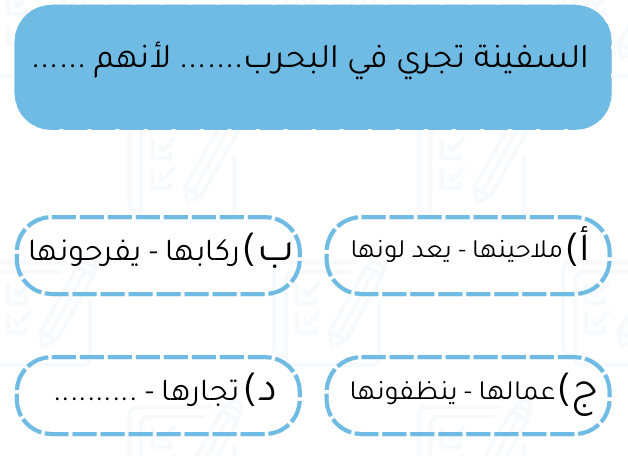 السفينة تجري في البحرب....... لأنهم ......
أ) ملاحينها - يعد لونها
ب) ركابها - يفرحونها
ج) عمالها - ينظفونها
د) تجارها - ..........